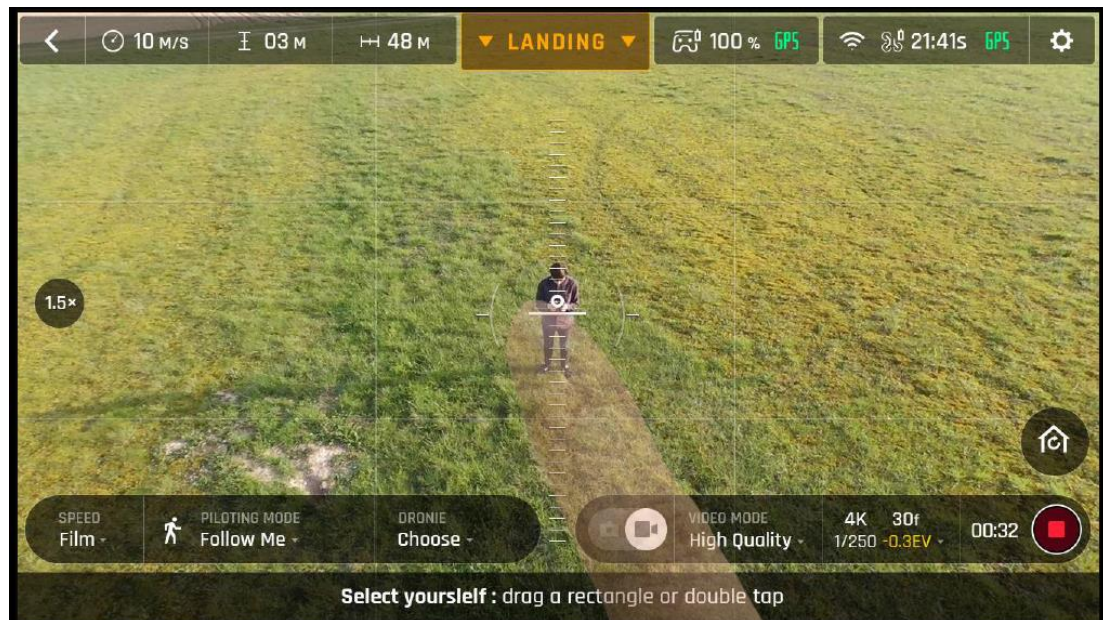 10 M/S
03 M
48 M
LANDING
100 % GPS
21:41s GPS
1.5×
SPEED
Film
PILOTING MODE
Follow Me
DRONIE
Choose
VIDEO MODE
High Quality
4K 30f
1/250 -0.3EV
00:32
Select yourslelf : drag a rectangle or double tap